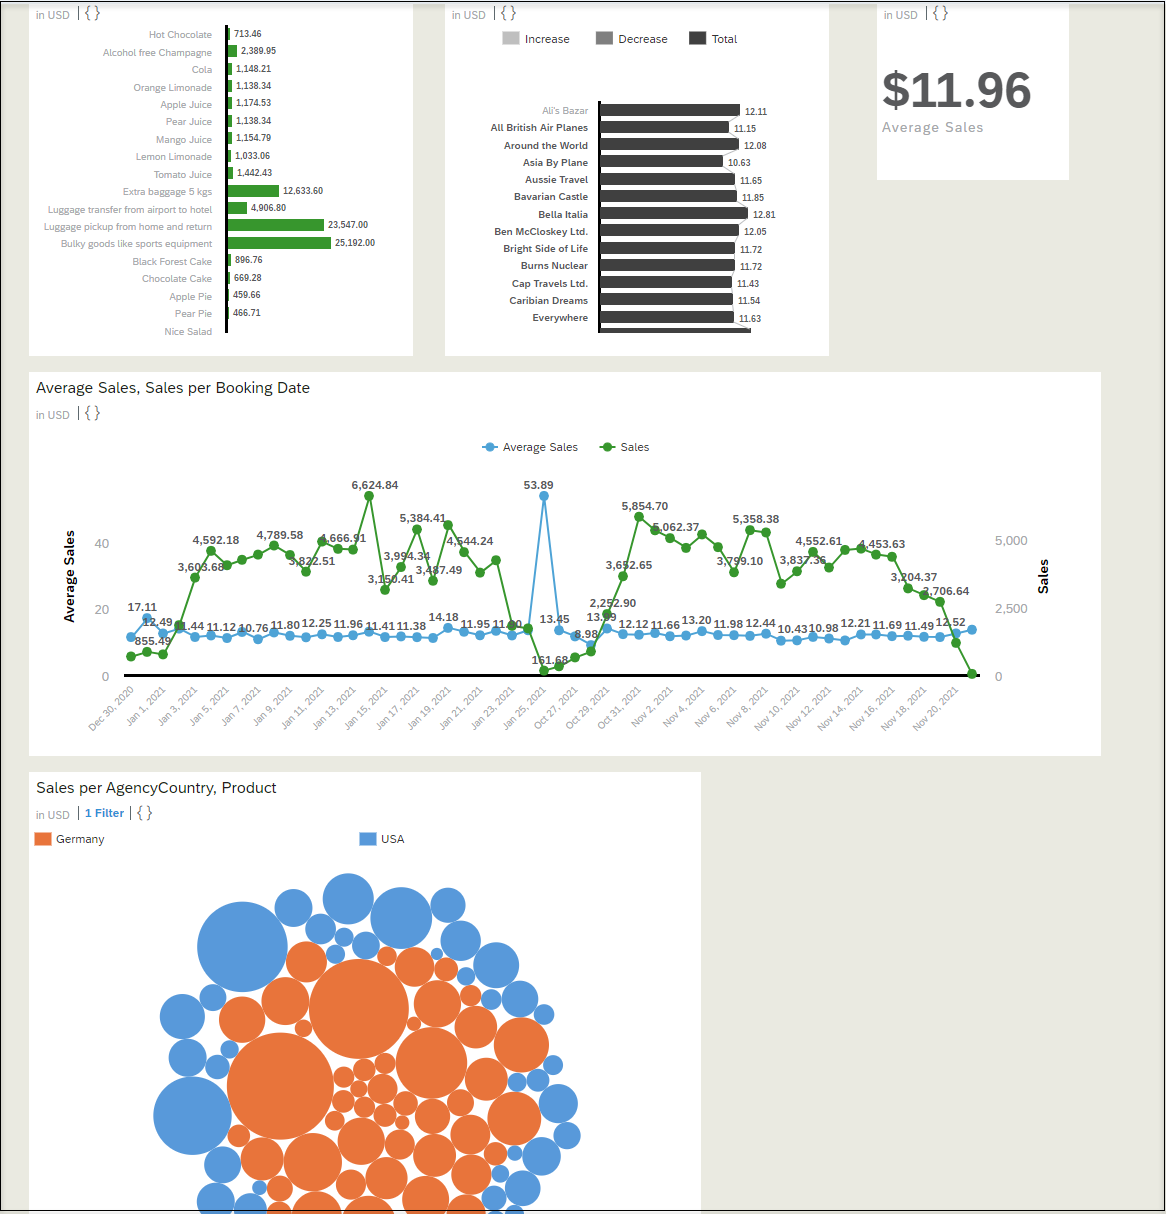 in USD | { }
Hot Chocolate 713.46
Alcohol free Champagne 2,389.95
Cola 1,148.21
Orange Limonade 1,138.34
Apple Juice 1,174.53
Pear Juice 1,138.34
Mango Juice 1,154.79
Lemon Limonade 1,033.06
Tomato Juice 1,442.43
Extra baggage 5 kgs 12,633.60
Luggage transfer from airport to hotel 4,906.80
Luggage pickup from home and return 23,547.00
Bulky goods like sports equipment 25,192.00
Black Forest Cake 896.76
Chocolate Cake 669.28
Apple Pie 459.66
Pear Pie 466.71
Nice Salad
in USD | { }
Increase Decrease Total
Ali's Bazar 12.11
All British Air Planes 11.15
Around the World 12.08
Asia By Plane 10.63
Aussie Travel 11.65
Bavarian Castle 11.85
Bella Italia 12.81
Ben McCloskey Ltd. 12.05
Bright Side of Life 11.72
Burns Nuclear 11.72
Cap Travels Ltd. 11.43
Caribian Dreams 11.54
Everywhere 11.63
in USD | { }
$11.96
Average Sales
Average Sales, Sales per Booking Date
in USD | { }
Average Sales Sales
Average Sales
40
20
0
6,624.84 53.89
5,384.41 5,854.70 5,358.38
4,592.18 4,789.58 4,666.91 4,544.24 5,062.37 4,552.61 4,453.63
3,603.68 3,822.51 3,150.41 3,994.34 3,487.49 3,652.65 3,799.10 3,837.36 3,204.37 2,706.64
17.11 2,252.90
12.49 11.44 11.12 10.76 11.80 12.25 11.96 11.41 11.38 14.18 11.95 13.45 8.98 12.12 11.66 13.20 11.98 12.44 10.43 10.98 12.21 11.69 11.49 12.52
855.49 161.68
5,000
2,500
0
Sales
Dec 30, 2020 Jan 1, 2021 Jan 3, 2021 Jan 5, 2021 Jan 7, 2021 Jan 9, 2021 Jan 11, 2021 Jan 13, 2021 Jan 15, 2021 Jan 17, 2021 Jan 19, 2021 Jan 21, 2021 Jan 23, 2021 Jan 25, 2021 Oct 27, 2021 Oct 29, 2021 Oct 31, 2021 Nov 2, 2021 Nov 4, 2021 Nov 6, 2021 Nov 8, 2021 Nov 10, 2021 Nov 12, 2021 Nov 14, 2021 Nov 16, 2021 Nov 18, 2021 Nov 20, 2021
Sales per AgencyCountry, Product
in USD | 1 Filter | { }
Germany USA